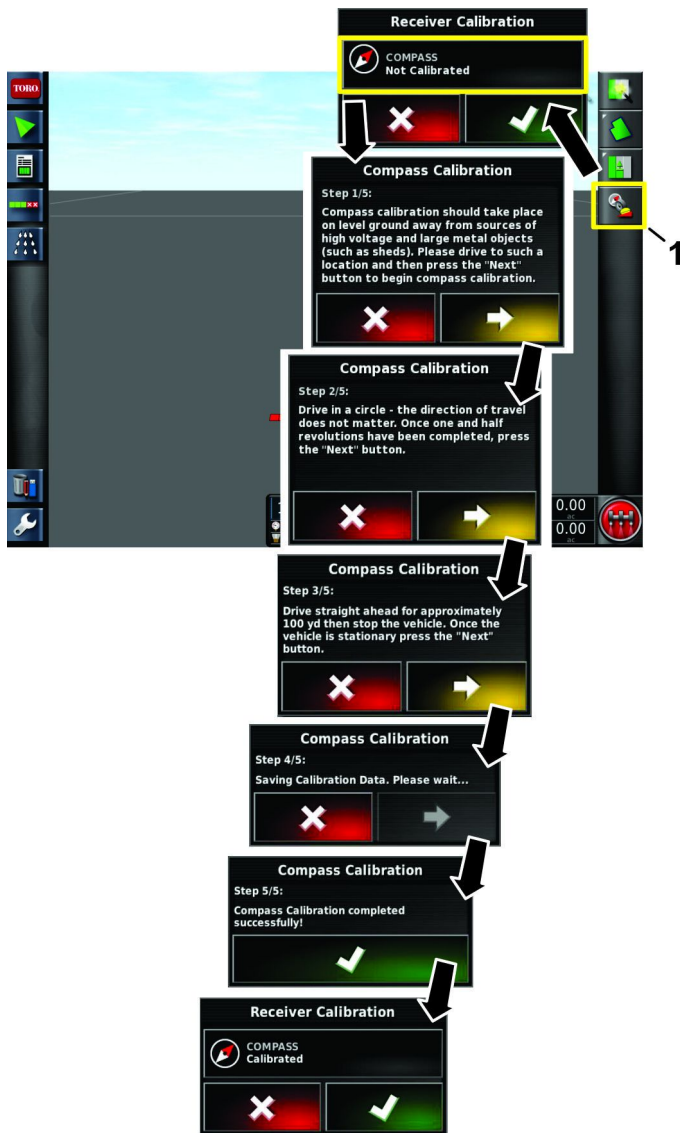 Receiver Calibration
COMPASS
Not Calibrated
TORO
1
Compass Calibration
Step 1/5:
Compass calibration should take place
on level ground away from sources of
high voltage and large metal objects
(such as sheds). Please drive to such a
location and then press the "Next"
button to begin compass calibration.
Compass Calibration
Step 2/5:
Drive in a circle - the direction of travel
does not matter. Once one and half
revolutions have been completed, press
the "Next" button.
0.00
ac
0.00
ac
Compass Calibration
Step 3/5:
Drive straight ahead for approximately
100 yd then stop the vehicle. Once the
vehicle is stationary press the "Next"
button.
Compass Calibration
Step 4/5:
Saving Calibration Data. Please wait...
Compass Calibration
Step 5/5:
Compass Calibration completed
successfully!
Receiver Calibration
COMPASS
Calibrated